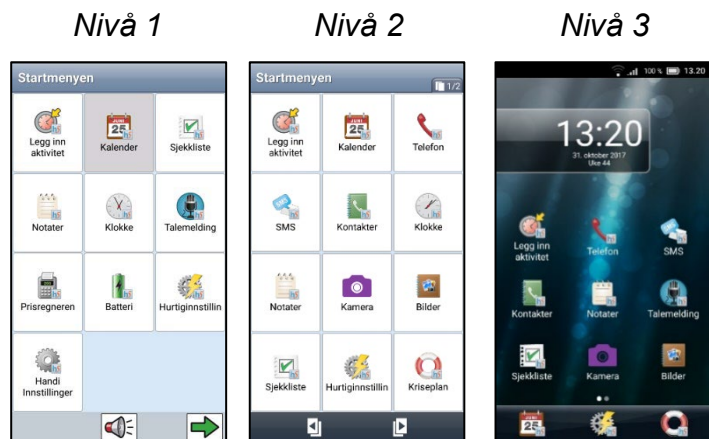 Nivå 1
Nivå 2
Nivå 3
Startmenyen
Legg inn
aktivitet
Kalender
Sjekkliste
Notater
Klokke
Talemelding
Prisregneren
Batteri
Hurtiginnstillin
Handi
Innstillinger
Startmenyen
1/2
Legg inn
aktivitet
Kalender
Telefon
SMS
Kontakter
Klokke
Notater
Kamera
Bilder
Sjekkliste
Hurtiginnstillin
Kriseplan
100 % 13.20
13:20
31. oktober 2017
Uke 44
Legg inn
aktivitet
Telefon
SMS
Kontakter
Notater
Talemelding
Sjekkliste
Kamera
Bilder